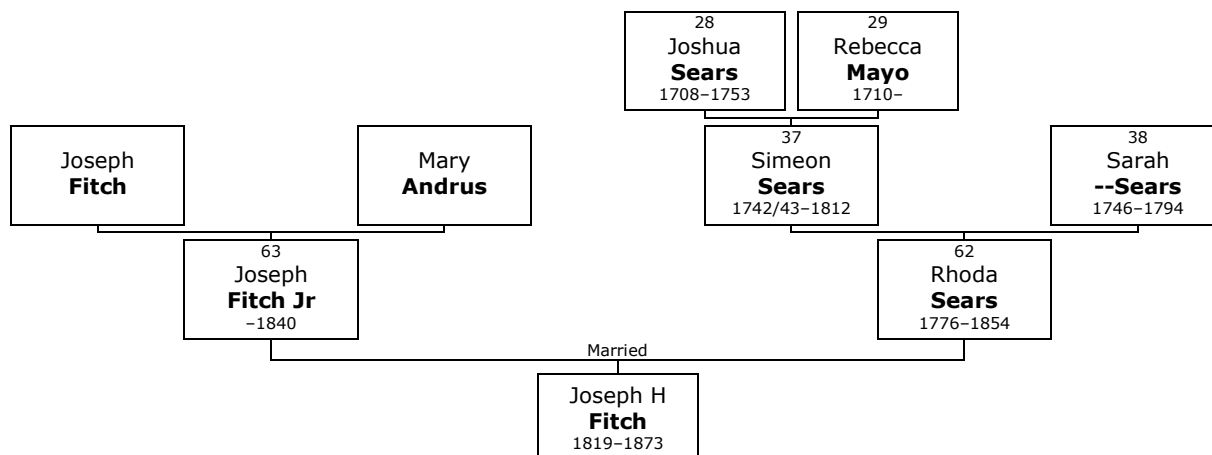 28
Joshua
Sears
1708–1753
29
Rebecca
Mayo
1710–
Joseph
Fitch
Mary
Andrus
37
Simeon
Sears
1742/43–1812
38
Sarah
--Sears
1746–1794
63
Joseph
Fitch Jr
–1840
62
Rhoda
Sears
1776–1854
Married
Joseph H
Fitch
1819–1873